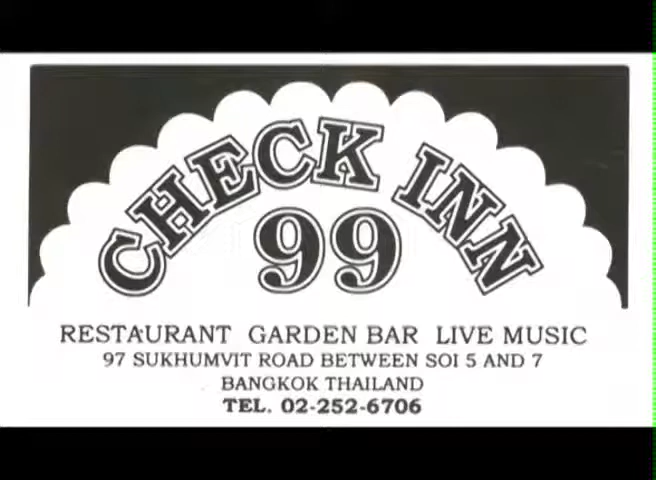 CHECK INN
99
RESTAURANT GARDEN BAR LIVE MUSIC
97 SUKHUMVIT ROAD BETWEEN SOI 5 AND 7
BANGKOK THAILAND
TEL. 02-252-6706